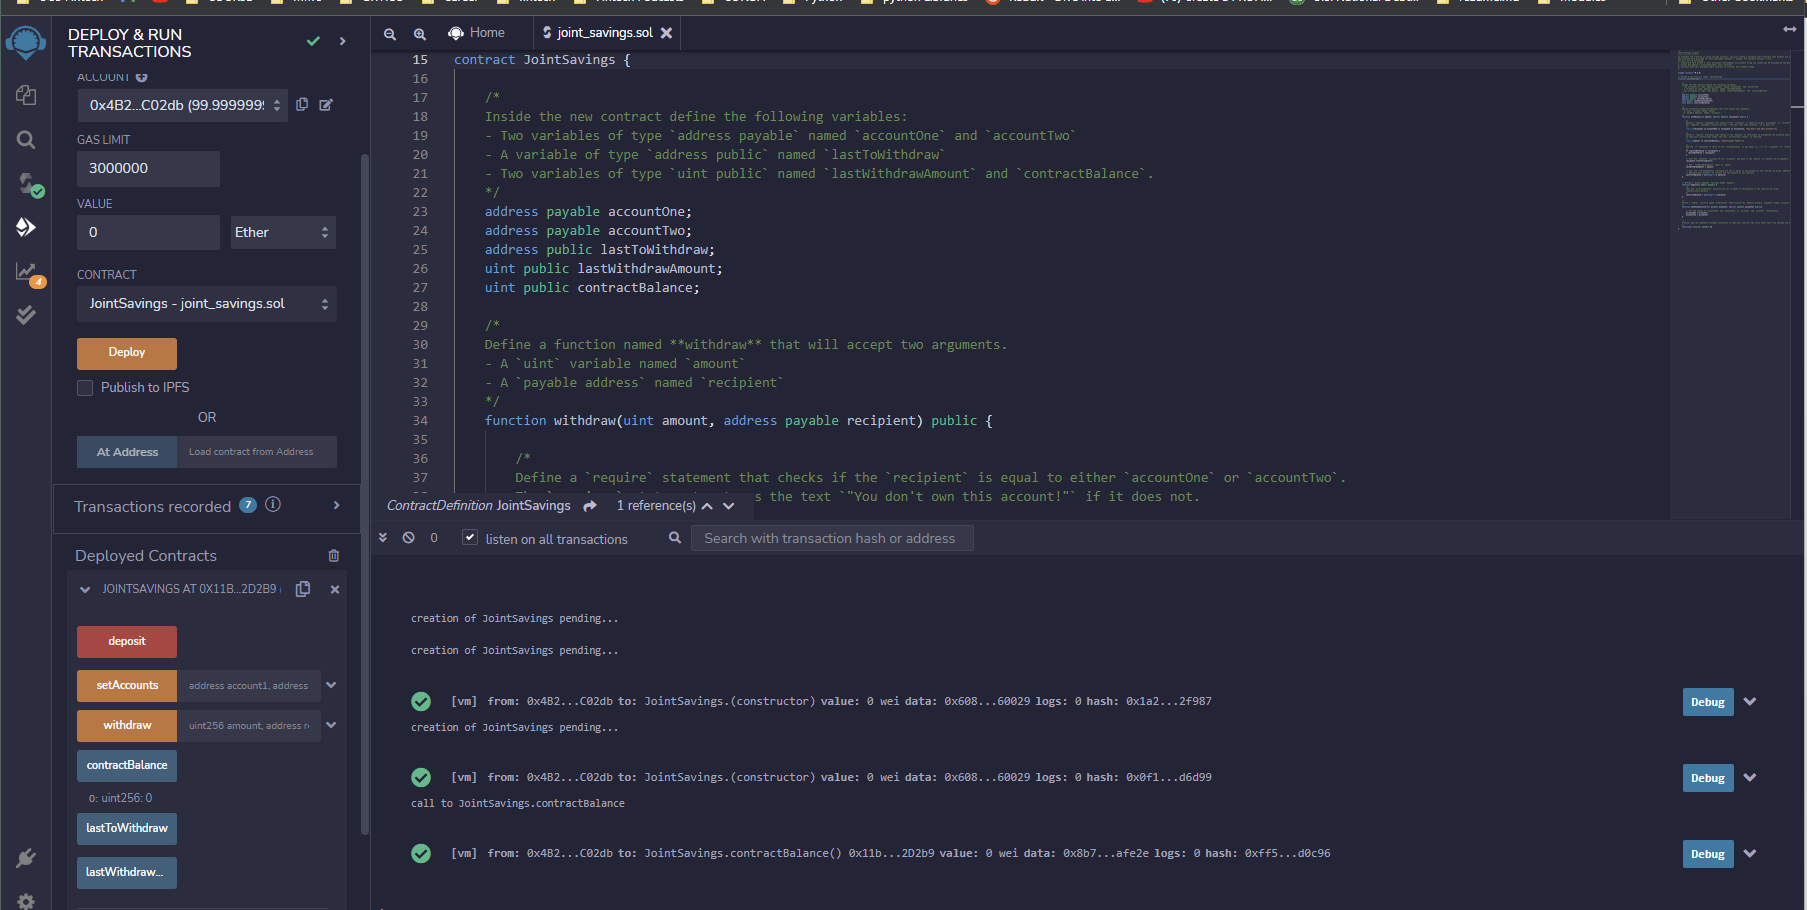 DEPLOY & RUN
TRANSACTIONS
ACCOUNT
0x4B2...C02db (99.9999999
GAS LIMIT
3000000
VALUE
0
Ether
CONTRACT
JointSavings - joint_savings.sol
Deploy
Publish to IPFS
OR
At Address
Load contract from Address
Transactions recorded 7
Deployed Contracts
JOINTSAVINGS AT 0X11B...2D2B9
deposit
setAccounts
address account1, address
withdraw
uint256 amount, address r
contractBalance
0: uint256: 0
lastToWithdraw
lastWithdraw...
4
Home
joint_savings.sol
15 contract JointSavings {
16
17 /*
18 Inside the new contract define the following variables:
19 - Two variables of type `address payable` named `accountOne` and `accountTwo`
20 - A variable of type `address public` named `lastToWithdraw`
21 - Two variables of type `uint public` named `lastWithdrawAmount` and `contractBalance`.
22 */
23 address payable accountOne;
24 address payable accountTwo;
25 address public lastToWithdraw;
26 uint public lastWithdrawAmount;
27 uint public contractBalance;
28
29 /*
30 Define a function named **withdraw** that will accept two arguments.
31 - A `uint` variable named `amount`
32 - A `payable address` named `recipient`
33 */
34 function withdraw(uint amount, address payable recipient) public {
35
36 /*
37 Define a `require` statement that checks if the `recipient` is equal to either `accountOne` or `accountTwo`.
s the text `"You don't own this account!"` if it does not.
ContractDefinition JointSavings 1 reference(s)
0 listen on all transactions Search with transaction hash or address
creation of JointSavings pending...
creation of JointSavings pending...
[vm] from: 0x4B2...C02db to: JointSavings.(constructor) value: 0 wei data: 0x608...60029 logs: 0 hash: 0x1a2...2f987 Debug
creation of JointSavings pending...
[vm] from: 0x4B2...C02db to: JointSavings.(constructor) value: 0 wei data: 0x608...60029 logs: 0 hash: 0x0f1...d6d99 Debug
call to JointSavings.contractBalance
[vm] from: 0x4B2...C02db to: JointSavings.contractBalance() 0x11b...2D2b9 value: 0 wei data: 0x8b7...afe2e logs: 0 hash: 0xff5...d0c96 Debug